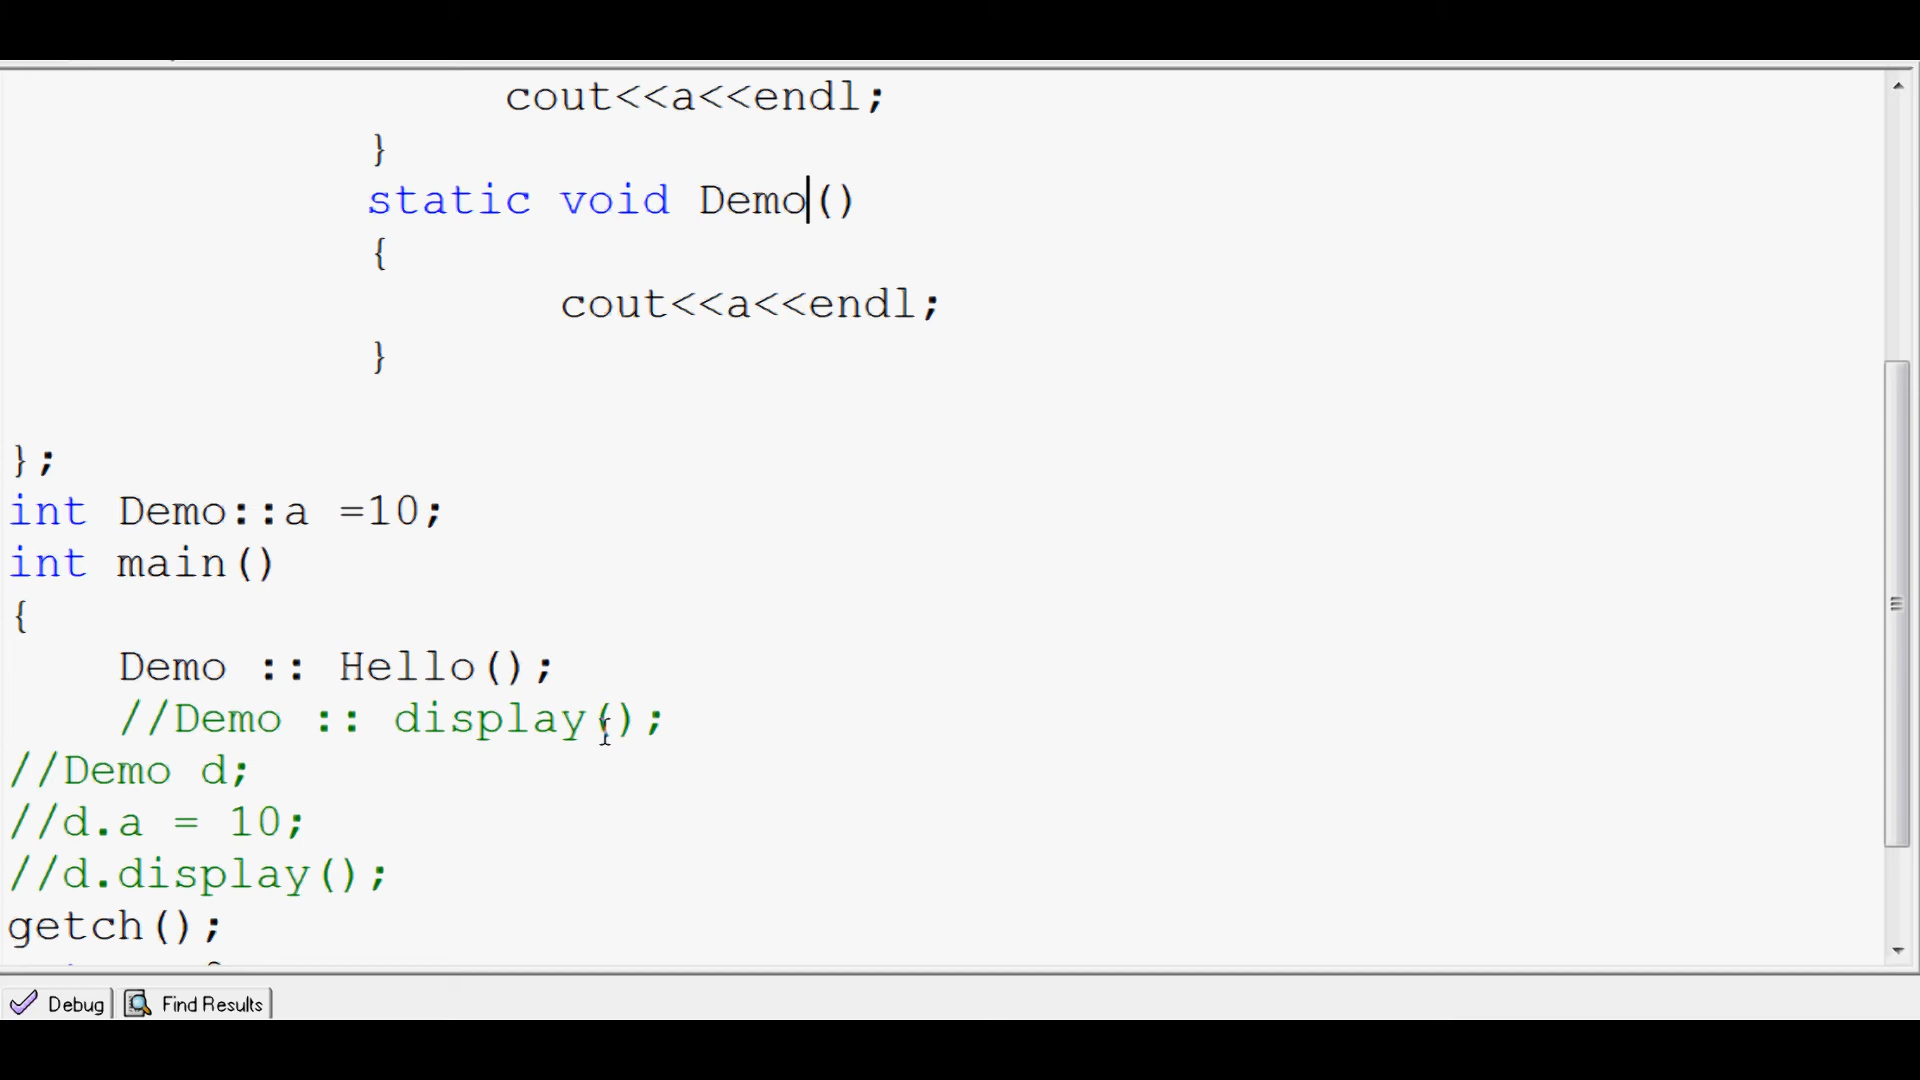 cout<<a<<endl;
}
static void Demo()
{
cout<<a<<endl;
}
};
int Demo::a =10;
int main()
{
Demo :: Hello();
//Demo :: display();
//Demo d;
//d.a = 10;
//d.display();
getch();
Debug
Find Results